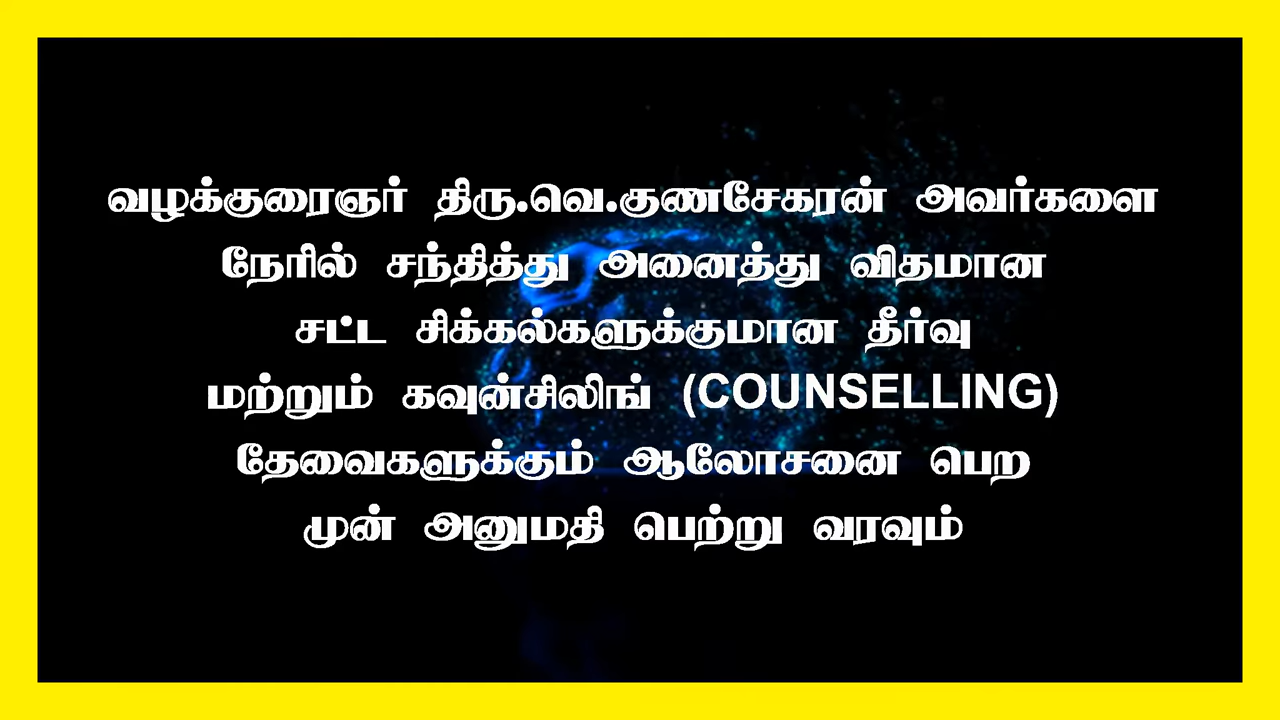 வழக்குரைஞர் திரு.வெ.குணசேகரன் அவர்களை
நேரில் சந்தித்து அனைத்து விதமான
சட்ட சிக்கல்களுக்குமான தீர்வு
மற்றும் கவுன்சிலிங் (COUNSELLING)
தேவைகளுக்கும் ஆலோசனை பெற
முன் அனுமதி பெற்று வரவும்